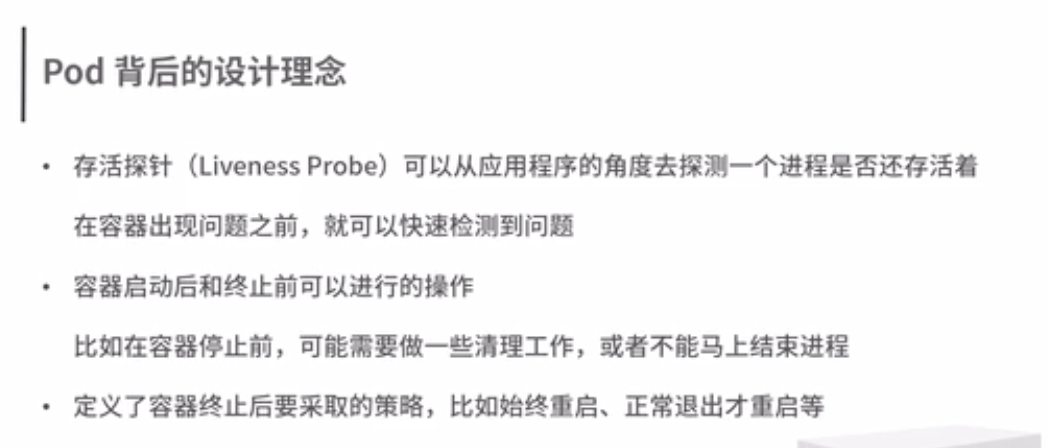 Pod 背后的设计理念
• 存活探针（Liveness Probe）可以从应用程序的角度去探测一个进程是否还存活着
在容器出现问题之前，就可以快速检测到问题
• 容器启动后和终止前可以进行的操作
比如在容器停止前，可能需要做一些清理工作，或者不能马上结束进程
• 定义了容器终止后要采取的策略，比如始终重启、正常退出才重启等